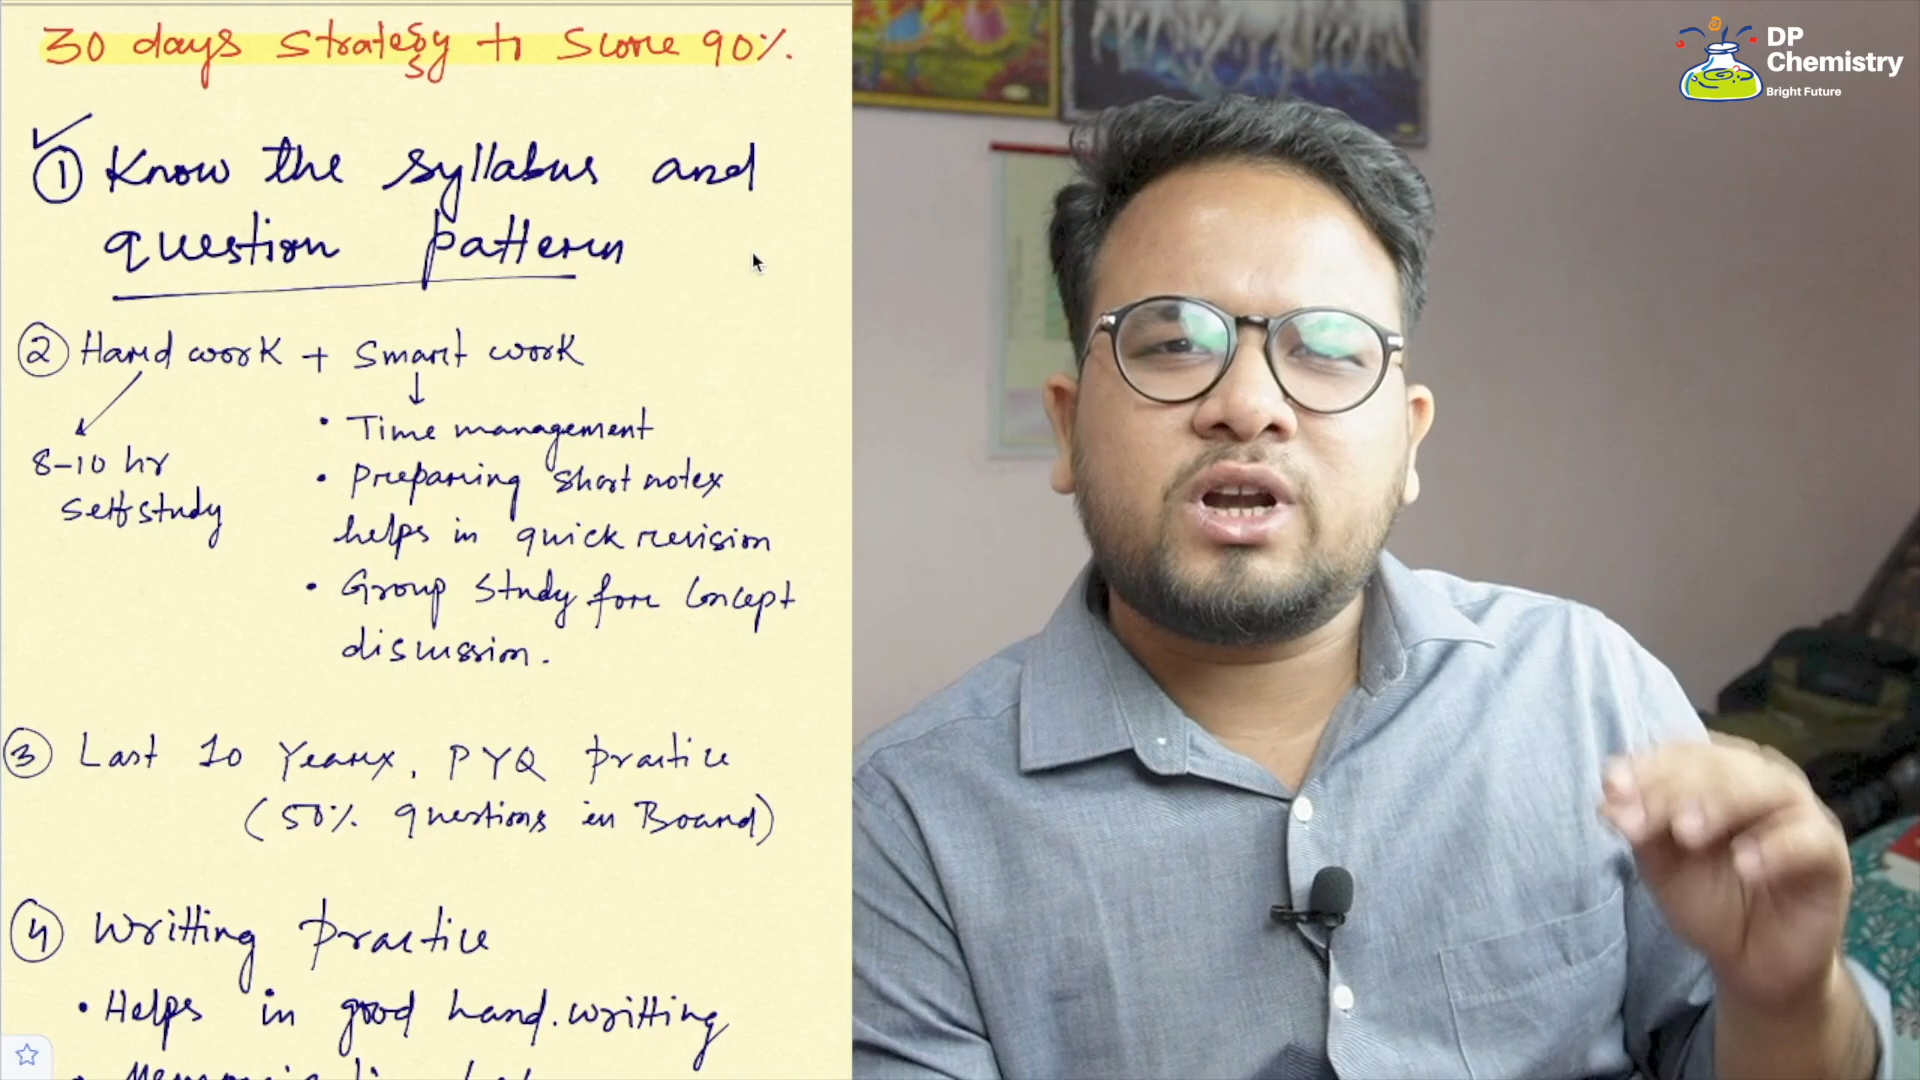 30 days strategy to Score 90%.
① Know the syllabus and
question pattern
② Hard work + Smart work
8-10 hr
Self study
• Time management
• Preparing short notes
helps in quick revision
• Group Study for Concept
discussion.
③ Last 10 Years, PYQ practice
(50% questions in Board)
④ Writting practice
• Helps in good hand.writting
DP
Chemistry
Bright Future